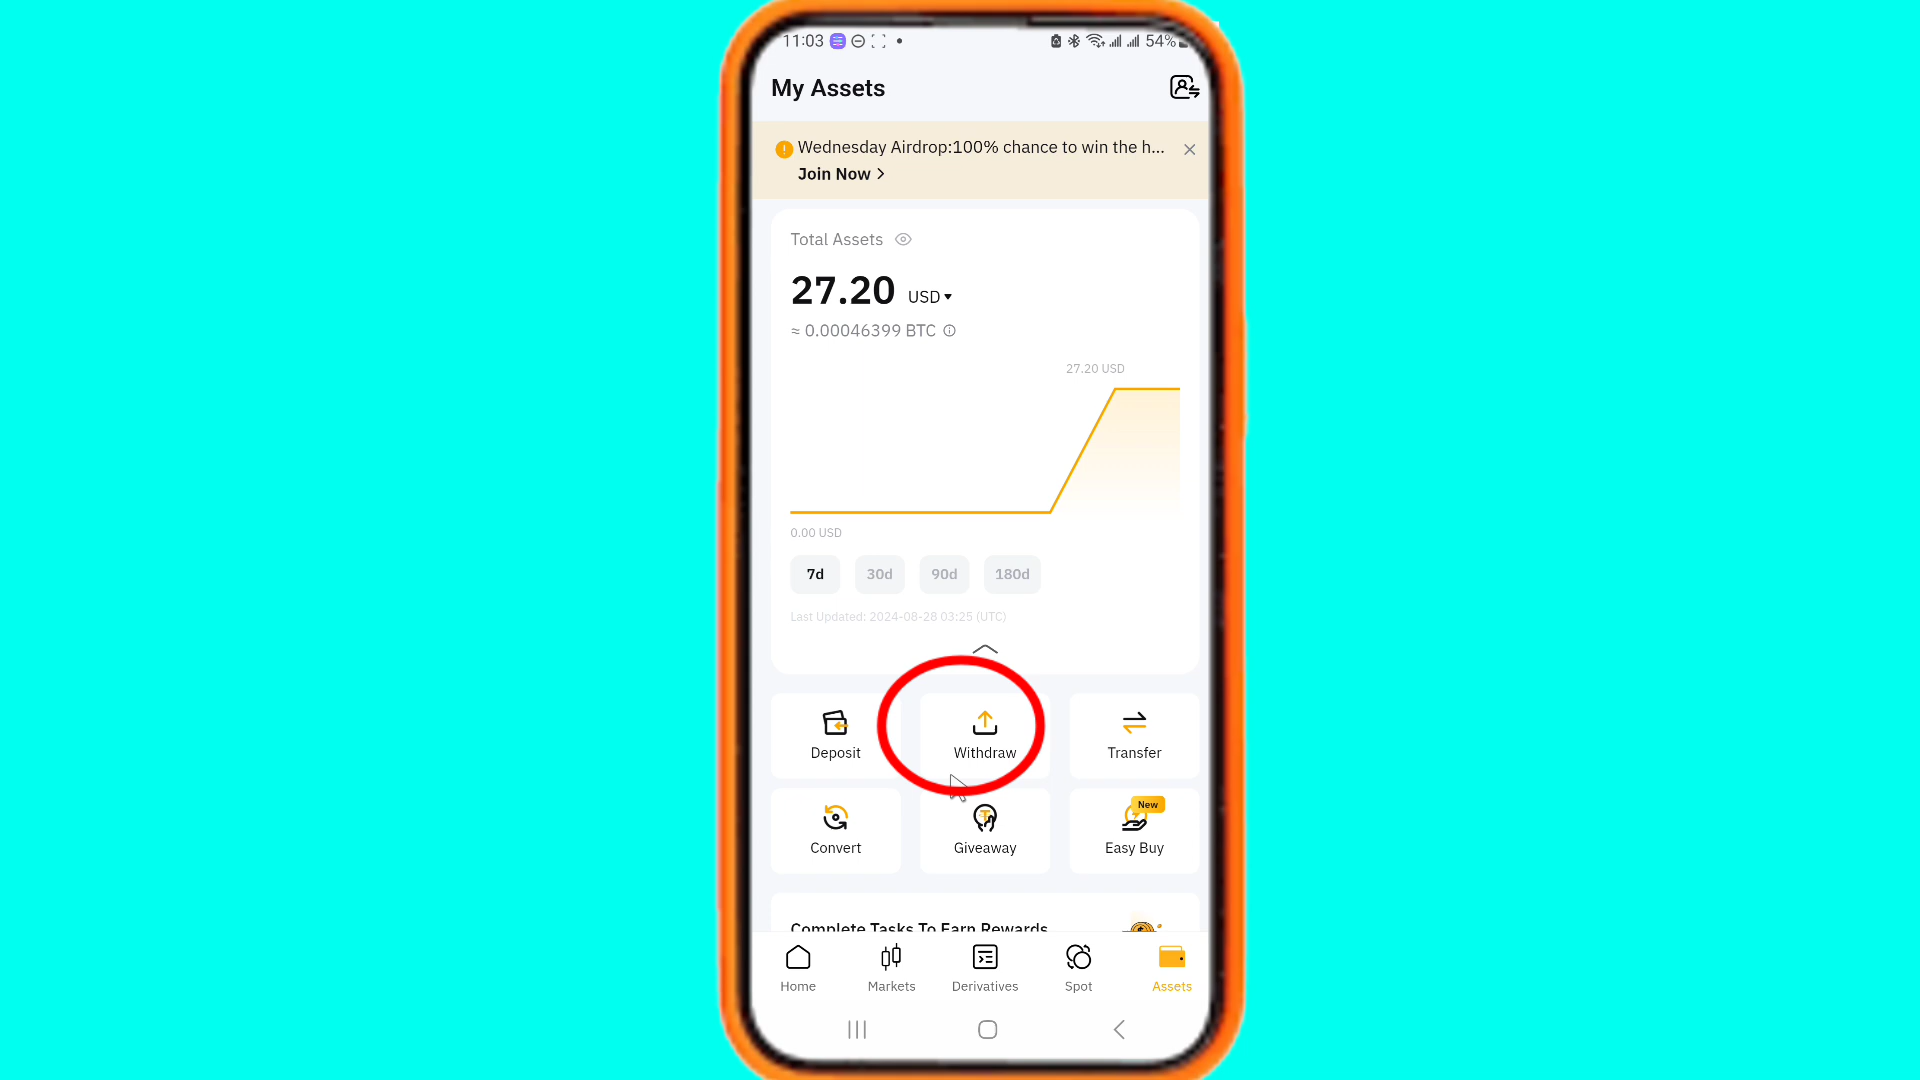 11:03
54%
My Assets
Wednesday Airdrop:100% chance to win the h...
Join Now
Total Assets
27.20 USD
≈ 0.00046399 BTC
27.20 USD
0.00 USD
7d 30d 90d 180d
Last Updated: 2024-08-28 03:25 (UTC)
Deposit Withdraw Transfer
New
Convert Giveaway Easy Buy
Complete Tasks To Earn Rewards
Home Markets Derivatives Spot Assets